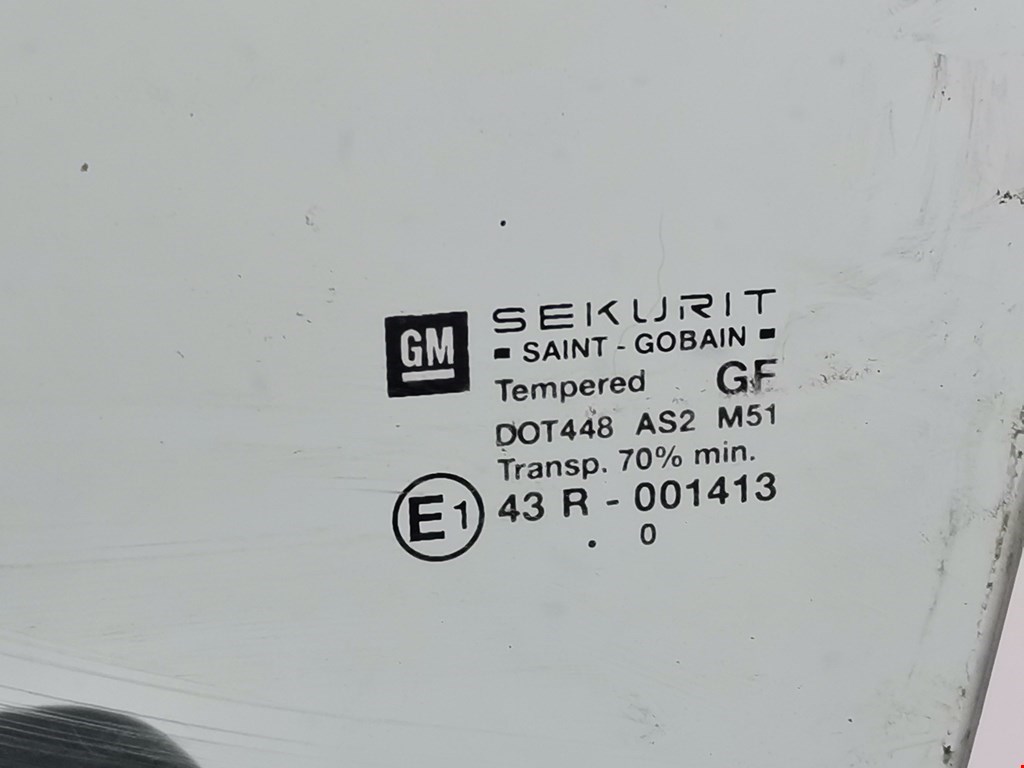 GM
SEKURIT
SAINT - GOBAIN
Tempered GF
DOT448 AS2 M51
Transp. 70% min.
E1 43 R - 001413
. 0